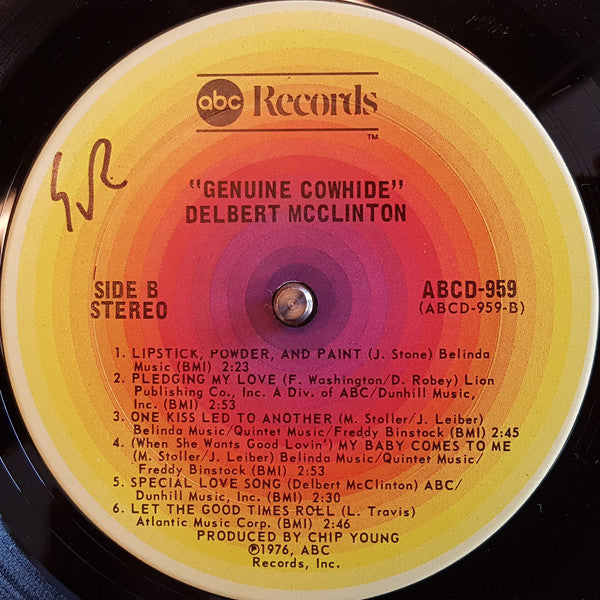 abc Records
TM
"GENUINE COWHIDE"
DELBERT MCCLINTON
SIDE B
STEREO
ABCD-959
(ABCD-959-B)
1. LIPSTICK, POWDER, AND PAINT (J. Stone) Belinda
Music (BMI) 2:23
2. PLEDGING MY LOVE (F. Washington/D. Robey) Lion
Publishing Co., Inc. A Div. of ABC/Dunhill Music,
Inc. (BMI) 2:53
3. ONE KISS LED TO ANOTHER (M. Stoller/J. Leiber)
Belinda Music/Quintet Music/Freddy Binstock (BMI) 2:45
4. (When She Wants Good Lovin') MY BABY COMES TO ME
(M. Stoller/J. Leiber) Belinda Music/Quintet Music/
Freddy Binstock (BMI) 2:53
5. SPECIAL LOVE SONG (Delbert McClinton) ABC/
Dunhill Music, Inc. (BMI) 2:30
6. LET THE GOOD TIMES ROLL (L. Travis)
Atlantic Music Corp. (BMI) 2:46
PRODUCED BY CHIP YOUNG
℗1976, ABC
Records, Inc.